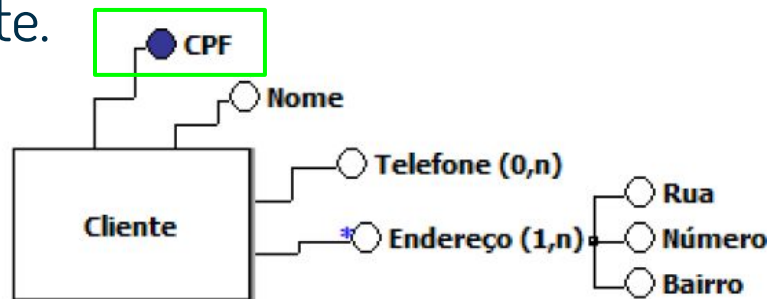 te.
CPF
Nome
Telefone (0,n)
Rua
Cliente
* Endereço (1,n)
Número
Bairro